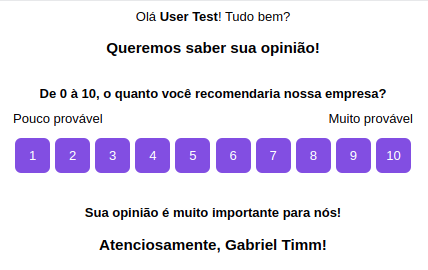 Olá User Test! Tudo bem?
Queremos saber sua opinião!
De 0 à 10, o quanto você recomendaria nossa empresa?
Pouco provável Muito provável
1 2 3 4 5 6 7 8 9 10
Sua opinião é muito importante para nós!
Atenciosamente, Gabriel Timm!